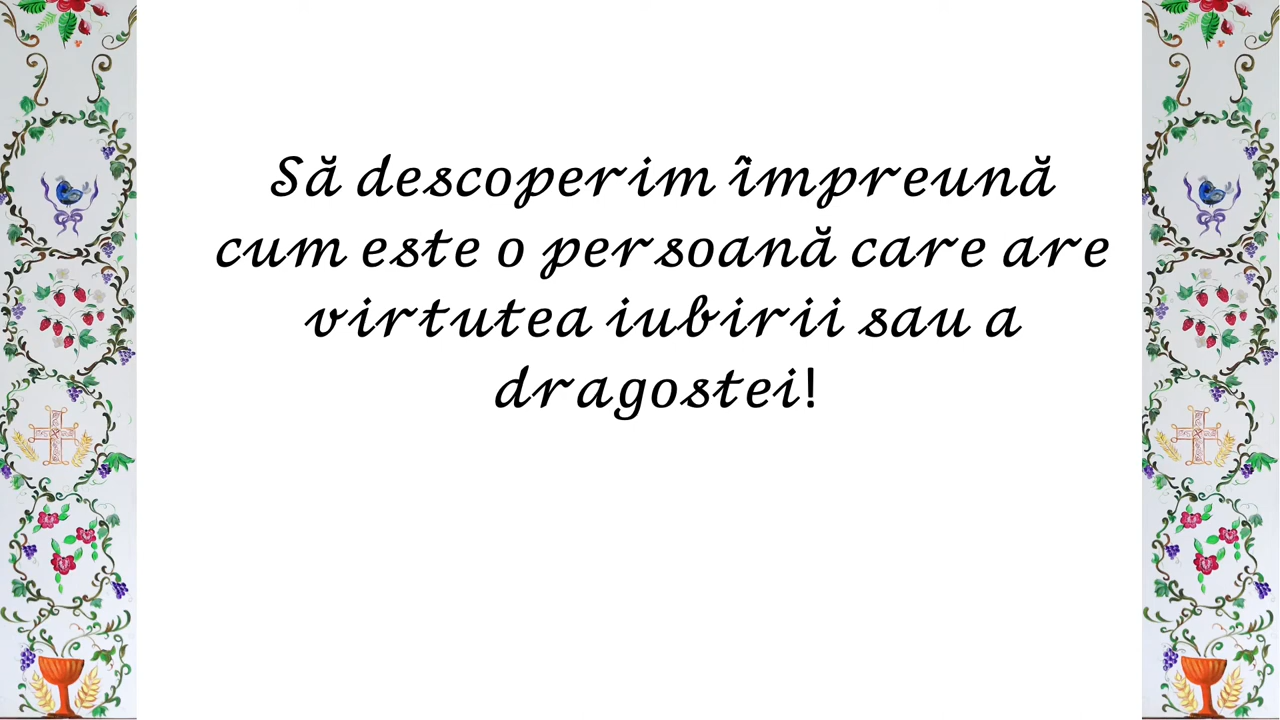 Să descoperim împreună
cum este o persoană care are
virtutea iubirii sau a
dragostei!